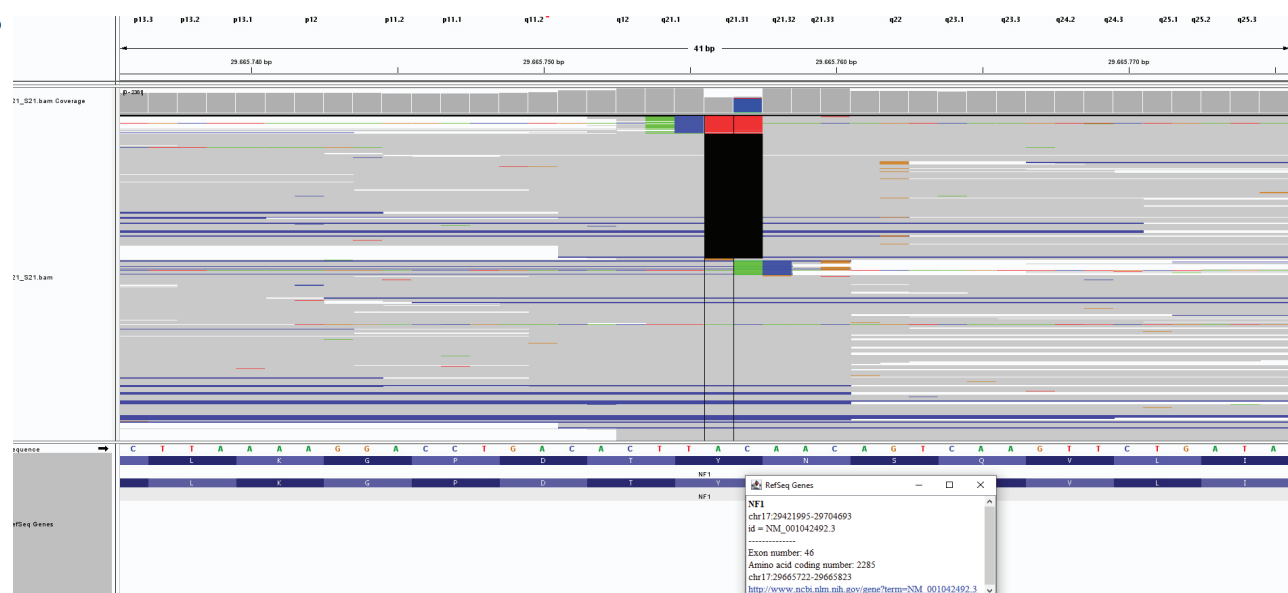 p13.3 p13.2 p13.1 p12 p11.2 p11.1 q11.2 q12 q21.1 q21.31 q21.32 q21.33 q22 q23.1 q23.3 q24.2 q24.3 q25.1 q25.2 q25.3
41 bp
29.665.740 bp 29.665.750 bp 29.665.760 bp 29.665.770 bp
21_S21.bam Coverage
21_S21.bam
equence C T T A A A A G G A C C T G A C A C T T A C A A C A G T C A A G T T C T G A T A
L K G P D T Y N S Q V L I
NF1
L K G P D T Y V L I
NF1
efSeq Genes
RefSeq Genes
NF1
chr17:29421995-29704693
id = NM_001042492.3
--------------
Exon number: 46
Amino acid coding number: 2285
chr17:29665722-29665823
http://www.ncbi.nlm.nih.gov/gene?term=NM_001042492.3